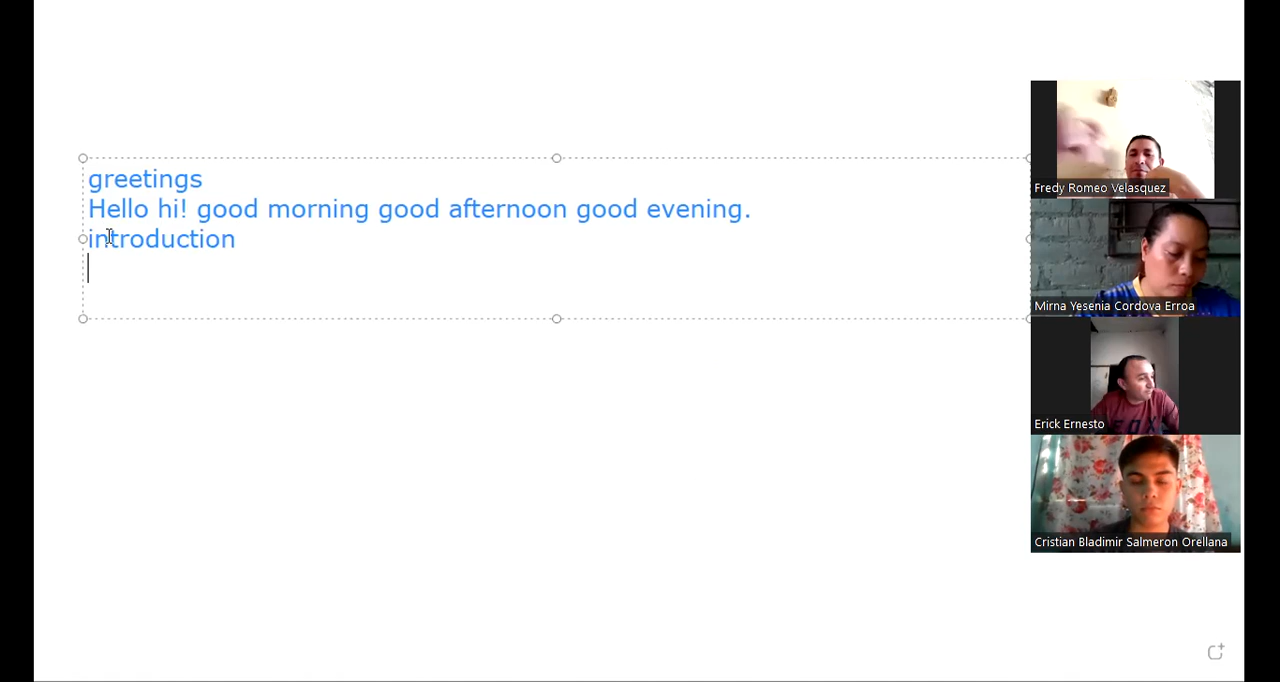 greetings
Hello hi! good morning good afternoon good evening.
introduction
Fredy Romeo Velasquez
Mirna Yesenia Cordova Erroa
Erick Ernesto
Cristian Bladimir Salmeron Orellana